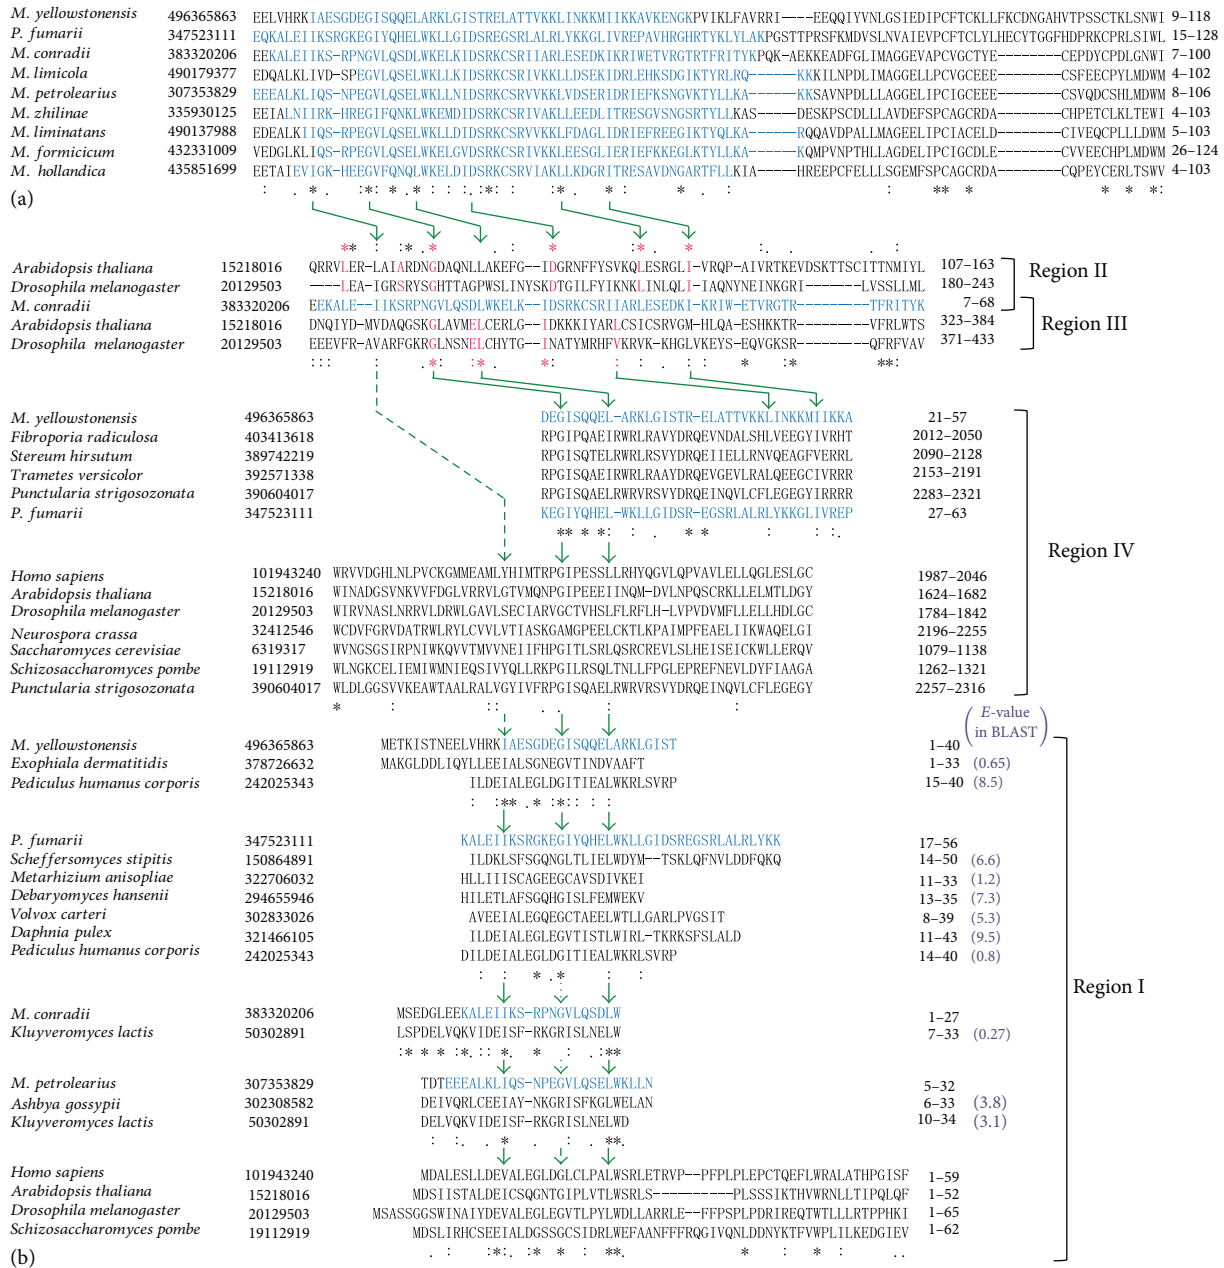 M. yellowstonensis 496365863 EELVHRKIAESGDEGISQQELARKLGISTRELATTVKKLINKKMIIKKAVKENGKPVIKLFAVRRI----EEQQIYVNLGSIEDIPCFTCKLLFKCDNGAHVTPSSCTKLSNWI 9–118
P. fumarii 347523111 EQKALEIIKSRGKEGIYQHELWKLLGIDSREGSRLALRLYKKGLIVREPAVHRGHRTYKLYLAKPGSTTPRSFKMDVSLNVAIEVPCFTCLYLHECYTGGFHDPRKCPRLSIWL 15–128
M. conradii 383320206 EEKALEIIKS-RPNGVLQSDLWKELKIDSRKCSRIIARLESEDKIKRIWETVRGTRTFRITYKPQK-AEKKEADFGLIMAGGEVAPCVGCTYE--------CEPDYCPDLGNWI 7–100
M. limicola 490179377 EDQALKLIVD-SPEGVLQSELWKLLDIDSRKCSRIVKKLLDSEKIDRLEHKSDGIKTYRLRQ------KKKILNPDLIMAGGELLPCVGCEEE--------CSFEECPYLMDWM 4–102
M. petrolearius 307353829 EEEALKLIQS-NPEGVLQSELWKLLNIDSRKCSRVVKKLVDSERIDRIEFKSNGVKTYLLKA------KKSAVNPDLLLAGGELIPCIGCEEE--------CSVQDCSHLMDWM 8–106
M. zhilinae 335930125 EEIALNIIRK-HREGIFQNKLWKEMDIDSRKCSRIVAKLLEEDLITRESGVSNGSRTYLLKAS-----DESKPSCDLLLAVDEFSPCAGCRDA--------CHPETCLKLTEWI 4–103
M. liminatans 490137988 EDEALKIIQS-RPEGVLQSELWKLLDIDSRKCSRVVKKLFDAGLIDRIEFREEGIKTYQLKA------RQQAVDPALLMAGEELIPCIACELD--------CIVEQCPLLLDWM 5–103
M. formicicum 432331009 VEDGLKLIQS-RPEGVLQSELWKELGVDSRKCSRIVKKLEESGLIERIEFKKEGLKTYLLKA------KQMPVNPTHLLAGDELIPCIGCDLE--------CVVEECHPLMDWM 26–124
M. hollandica 435851699 EETAIEVIGK-HEEGVFQNQLWKELDIDSRKCSRVIAKLLKDGRITRESAVDNGARTFLLKIA-----HREEPCFELLLSGEMFSPCAGCRDA--------CQPEYCERLTSWV 4–103
(a)
Arabidopsis thaliana 15218016 QRRVLER-LAIARDNGDAQNLLAKEFG--IDGRNFFYSVKQLESRGLI-VRQP-AIVRTKEVDSKTTSCITTNMIYL 107–163
Drosophila melanogaster 20129503 ----LEA-IGRSRYSGHTTAGPWSLINYSKDTGILFYIKNKLINLQLI-IAQNYNEINKGRI-------LVSSLLML 180–243
Region II
M. conradii 383320206 EEKALE--IIKSRPNGVLQSDLWKELK-IDSRKCSRIIARLESEDKI-KRIW-ETVRGTR---------TFRITYK 7–68
Arabidopsis thaliana 15218016 DNQIYD-MVDAQGSKGLAVMELCERLG--IDKKKIYARLCSICSRVGM-HLQA-ESHKKTR--------VFRLWTS 323–384
Region III
Drosophila melanogaster 20129503 EEEVFR-AVARFGKRGLNSNELCHYTG--INATYMRHFVKRVK-KHGLVKEYS-EQVGKSR---------QFRFVAV 371–433
M. yellowstonensis 496365863 DEGISQQEL-ARKLGISTR-ELATTVKKLINKKMIIKKA 21–57
Fibroporia radiculosa 403413618 RPGIPQAEIRWRLRAVYDRQEVNDALSHLVEEGYIVRHT 2012–2050
Stereum hirsutum 389742219 RPGISQTELRWRLRSVYDRQEIIELLRNVQEAGFVERRL 2090–2128
Trametes versicolor 392571338 RPGISQAEIRWRLRAAYDRQEVGEVLRALQEEGCIVRRR 2153–2191
Punctularia strigosozonata 390604017 RPGISQAELRWRVRSVYDRQEINQVLCFLEGEGYIRRRR 2283–2321
P. fumarii 347523111 KEGIYQHEL-WKLLGIDSR-EGSRLALRLYKKGLIVREP 27–63
Region IV
Homo sapiens 101943240 WRVVDGHLNLPVCKGMMEAMLYHIMTRPGIPESSLLRHYQGVLQPVAVLELLQGLESLGC 1987–2046
Arabidopsis thaliana 15218016 WINADGSVNKVVFDGLVRRVLGTVMQNPGIPEEEIINQM-DVLNPQSCRKLLELMTLDGY 1624–1682
Drosophila melanogaster 20129503 WIRVNASLNRRVLDRWLGAVLSECIARVGCTVHSLFLRFLH-LVPVDVMFLLELLHDLGC 1784–1842
Neurospora crassa 32412546 WCDVFGRVDATRWLRYLCVVLVTIASKGAMGPEELCKTLKPAIMPFEAELIIKWAQELGI 2196–2255
Saccharomyces cerevisiae 6319317 WVNGSGSIRPNIWKQVVTMVVNEIIFHPGITLSRLQSRCREVLSLHEISEICKWLLERQV 1079–1138
Schizosaccharomyces pombe 19112919 WLNGKCELIEMIWMNIEQSIVYQLLRKPGILRSQLTNLLFPGLEPREFNEVLDYFIAAGA 1262–1321
Punctularia strigosozonata 390604017 WLDLGGSVVKEAWTAALRALVGYIVFRPGISQAELRWRVRSVYDRQEINQVLCFLEGEGY 2257–2316
(E-value in BLAST)
M. yellowstonensis 496365863 METKISTNEELVHRKIAESGDEGISQQELARKLGIST 1–40
Exophiala dermatitidis 378726632 MAKGLDDLIQYLLEEIALSGNEGVTINDVAAFT 1–33 (0.65)
Pediculus humanus corporis 242025343 ILDEIALEGLDGITIEALWKRLSVRP 15–40 (8.5)
P. fumarii 347523111 KALEIIKSRGKEGIYQHELWKLLGIDSREGSRLALRLYKK 17–56
Scheffersomyces stipitis 150864891 ILDKLSFSGQNGLTLIELWDYM--TSKLQFNVLDDFQKQ 14–50 (6.6)
Metarhizium anisopliae 322706032 HLLIIISCAGEEGCAVSDIVKEI 11–33 (1.2)
Debaryomyces hansenii 294655946 HILETLAFSGQHGISLFEMWEKV 13–35 (7.3)
Volvox carteri 302833026 AVEEIALEGQEGCTAEELWTLLGARLPVGSIT 8–39 (5.3)
Daphnia pulex 321466105 ILDEIALEGLEGVTISTLWIRL-TKRKSFSLALD 11–43 (9.5)
Pediculus humanus corporis 242025343 DILDEIALEGLDGITIEALWKRLSVRP 14–40 (0.8)
Region I
M. conradii 383320206 MSEDGLEEKALEIIKS-RPNGVLQSDLW 1–27
Kluyveromyces lactis 50302891 LSPDELVQKVIDEISF-RKGRISLNELW 7–33 (0.27)
M. petrolearius 307353829 TDTEEEALKLIQS-NPEGVLQSELWKLLN 5–32
Ashbya gossypii 302308582 DEIVQRLCEEIAY-NKGRISFKGLWELAN 6–33 (3.8)
Kluyveromyces lactis 50302891 DELVQKVIDEISF-RKGRISLNELWD 10–34 (3.1)
Homo sapiens 101943240 MDALESLLDEVALEGLDGLCLPALWSRLETRVP--PFPLPLEPCTQEFLWRALATHPGISF 1–59
Arabidopsis thaliana 15218016 MDSIISTALDEICSQGNTGIPLVTLWSRLS----------PLSSSIKTHVWRNLLTIPQLQF 1–52
Drosophila melanogaster 20129503 MSASSGGSWINAIYDEVALEGLEGVTLPYLWDLLARRLE--FFPSPLPDRIREQTWTLLLRTPPHKI 1–65
Schizosaccharomyces pombe 19112919 MDSLIRHCSEEIALDGSSGCSIDRLWEFAANFFFRQGIVQNLDDNYKTFVWPLILKEDGIEV 1–62
(b)